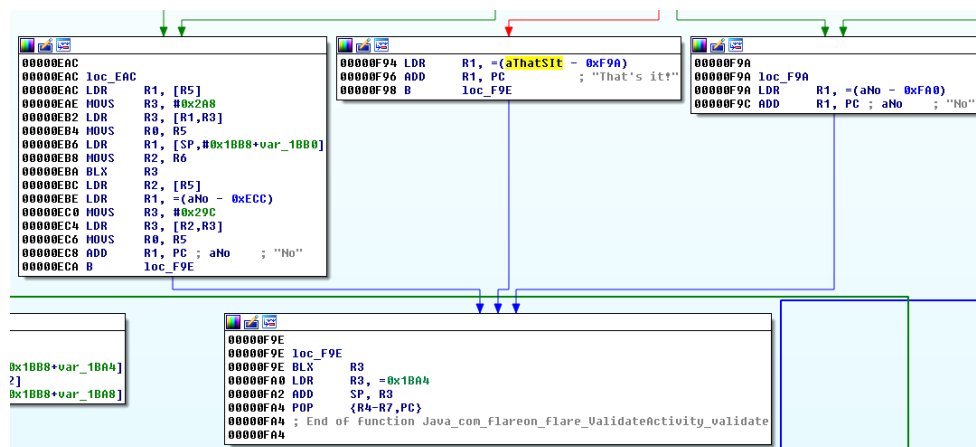 00000EAC
00000EAC loc_EAC
00000EAC LDR R1, [R5]
00000EAE MOVS R3, #0x2A8
00000EB2 LDR R3, [R1,R3]
00000EB4 MOVS R0, R5
00000EB6 LDR R1, [SP,#0x1BB8+var_1BB0]
00000EB8 MOVS R2, R6
00000EBA BLX R3
00000EBC LDR R2, [R5]
00000EBE LDR R1, =(aNo - 0xECC)
00000EC0 MOVS R3, #0x29C
00000EC4 LDR R3, [R2,R3]
00000EC6 MOVS R0, R5
00000EC8 ADD R1, PC ; aNo ; "No"
00000ECA B loc_F9E
00000F94 LDR R1, =(aThatSIt - 0xF9A)
00000F96 ADD R1, PC ; "That's it!"
00000F98 B loc_F9E
00000F9A
00000F9A loc_F9A
00000F9A LDR R1, =(aNo - 0xFA0)
00000F9C ADD R1, PC ; aNo ; "No"
0x1BB8+var_1BA4]
2]
0x1BB8+var_1BA8]
00000F9E
00000F9E loc_F9E
00000F9E BLX R3
00000FA0 LDR R3, =0x1BA4
00000FA2 ADD SP, R3
00000FA4 POP {R4-R7,PC}
00000FA4 ; End of function Java_com_flareon_flare_ValidateActivity_validate
00000FA4